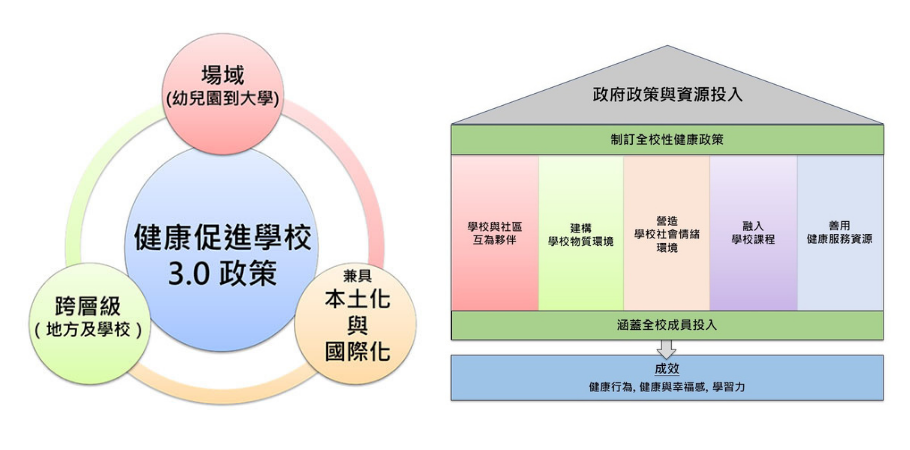 場域
(幼兒園到大學)
健康促進學校
3.0 政策
跨層級
( 地方及學校 )
兼具
本土化
與
國際化
政府政策與資源投入
制訂全校性健康政策
學校與社區
互為夥伴
建構
學校物質環境
營造
學校社會情緒
環境
融入
學校課程
善用
健康服務資源
涵蓋全校成員投入
成效
健康行為, 健康與幸福感, 學習力